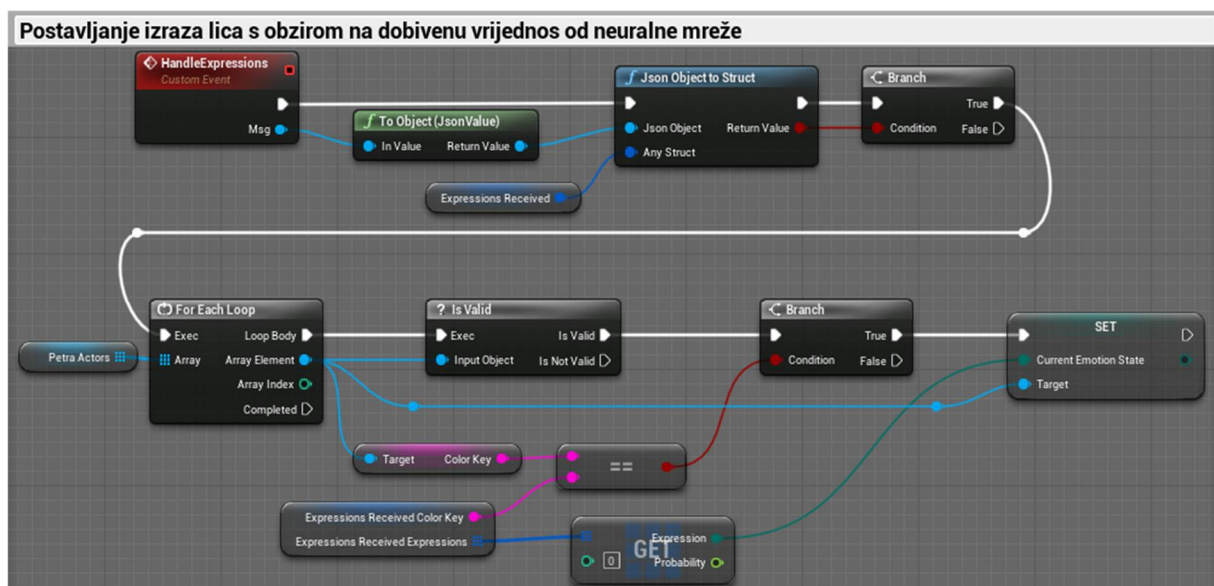 Postavljanje izraza lica s obzirom na dobivenu vrijednos od neuralne mreže
HandleExpressions
Custom Event
Msg
To Object (JsonValue)
In Value Return Value
Json Object to Struct
Json Object Return Value
Any Struct
Branch
True
Condition False
Expressions Received
For Each Loop
Exec Loop Body
Array Array Element
Array Index
Completed
Petra Actors
? Is Valid
Exec Is Valid
Input Object Is Not Valid
Branch
True
Condition False
SET
Current Emotion State
Target
Target Color Key
==
Expressions Received Color Key
Expressions Received Expressions
GET
Expression
0 Probability